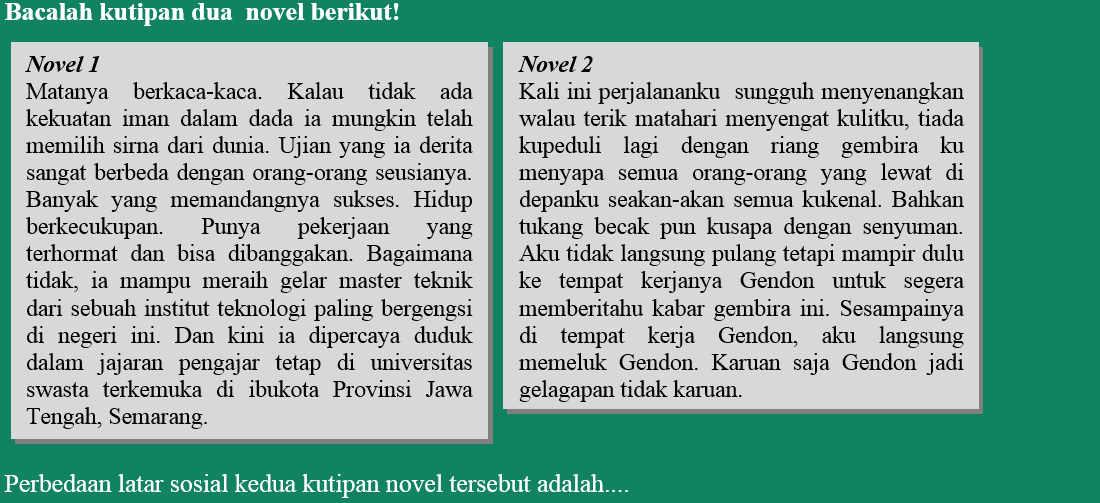 Bacalah kutipan dua  novel berikut!
Novel 1
Matanya berkaca-kaca. Kalau tidak ada
kekuatan iman dalam dada ia mungkin telah
memilih sirna dari dunia. Ujian yang ia derita
sangat berbeda dengan orang-orang seusianya.
Banyak yang memandangnya sukses. Hidup
berkecukupan. Punya pekerjaan yang
terhormat dan bisa dibanggakan. Bagaimana
tidak, ia mampu meraih gelar master teknik
dari sebuah institut teknologi paling bergengsi
di negeri ini. Dan kini ia dipercaya duduk
dalam jajaran pengajar tetap di universitas
swasta terkemuka di ibukota Provinsi Jawa
Tengah, Semarang.
Novel 2
Kali ini perjalananku  sungguh menyenangkan
walau terik matahari menyengat kulitku, tiada
kupeduli lagi dengan riang gembira ku
menyapa semua orang-orang yang lewat di
depanku seakan-akan semua kukenal. Bahkan
tukang becak pun kusapa dengan senyuman.
Aku tidak langsung pulang tetapi mampir dulu
ke tempat kerjanya Gendon untuk segera
memberitahu kabar gembira ini. Sesampainya
di tempat kerja Gendon, aku langsung
memeluk Gendon. Karuan saja Gendon jadi
gelagapan tidak karuan.
Perbedaan latar sosial kedua kutipan novel tersebut adalah....